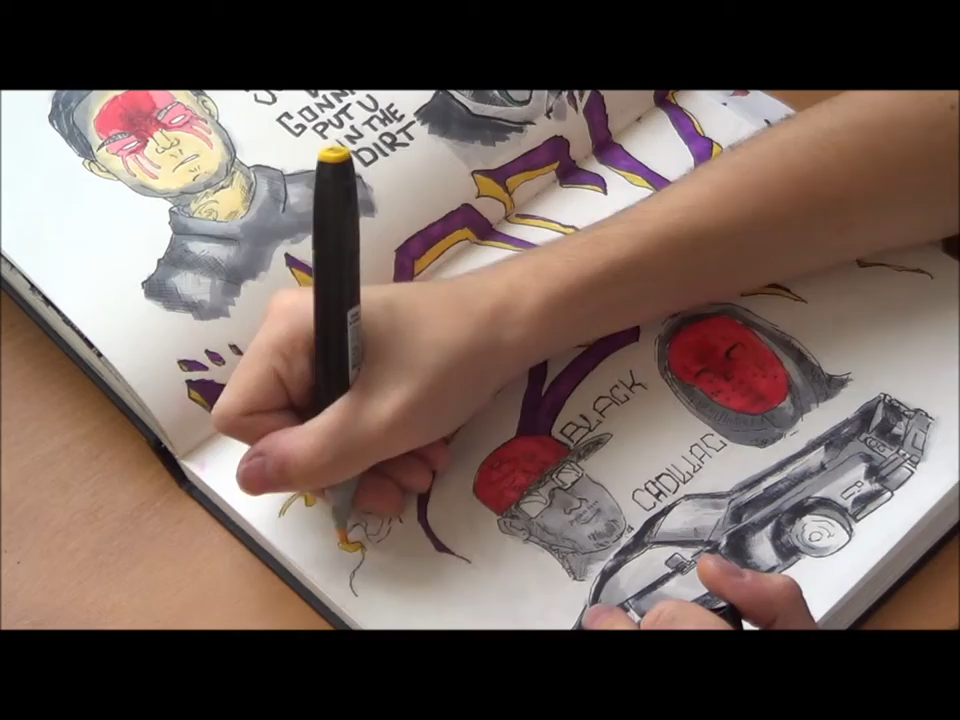 GONNA
PUT U
IN THE
DIRT
BLACK
CADILLAC